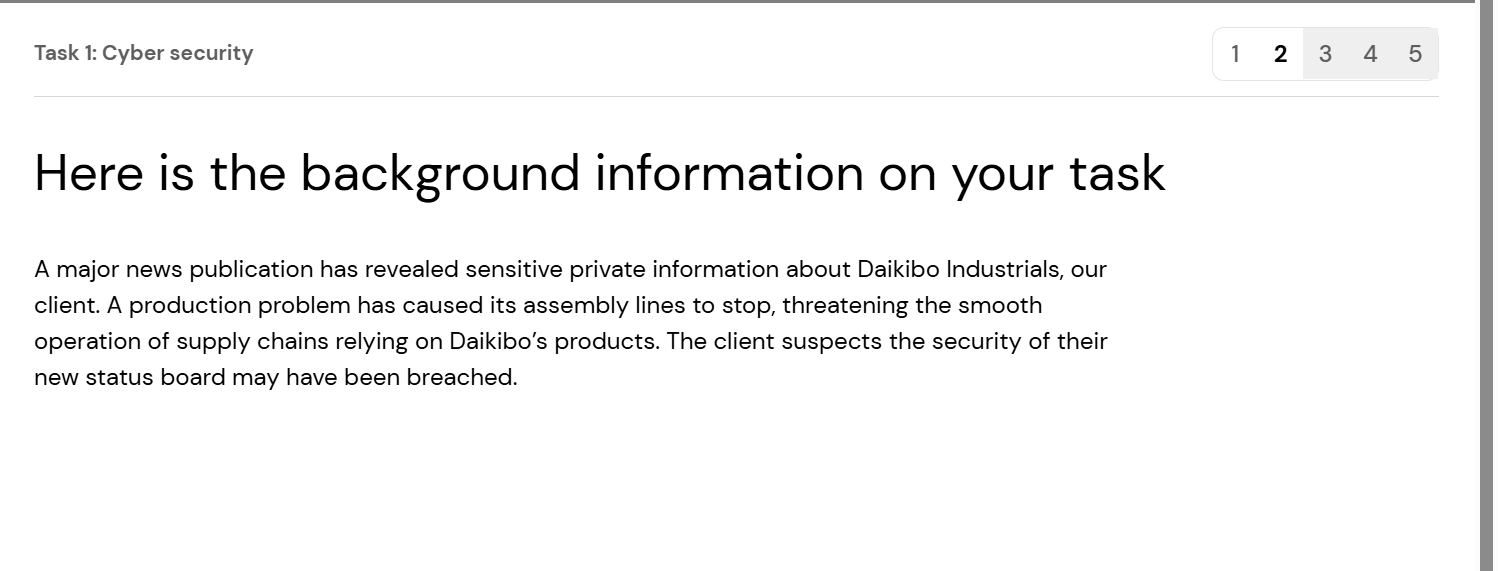 Task 1: Cyber security
1 2 3 4 5
Here is the background information on your task
A major news publication has revealed sensitive private information about Daikibo Industrials, our
client. A production problem has caused its assembly lines to stop, threatening the smooth
operation of supply chains relying on Daikibo’s products. The client suspects the security of their
new status board may have been breached.